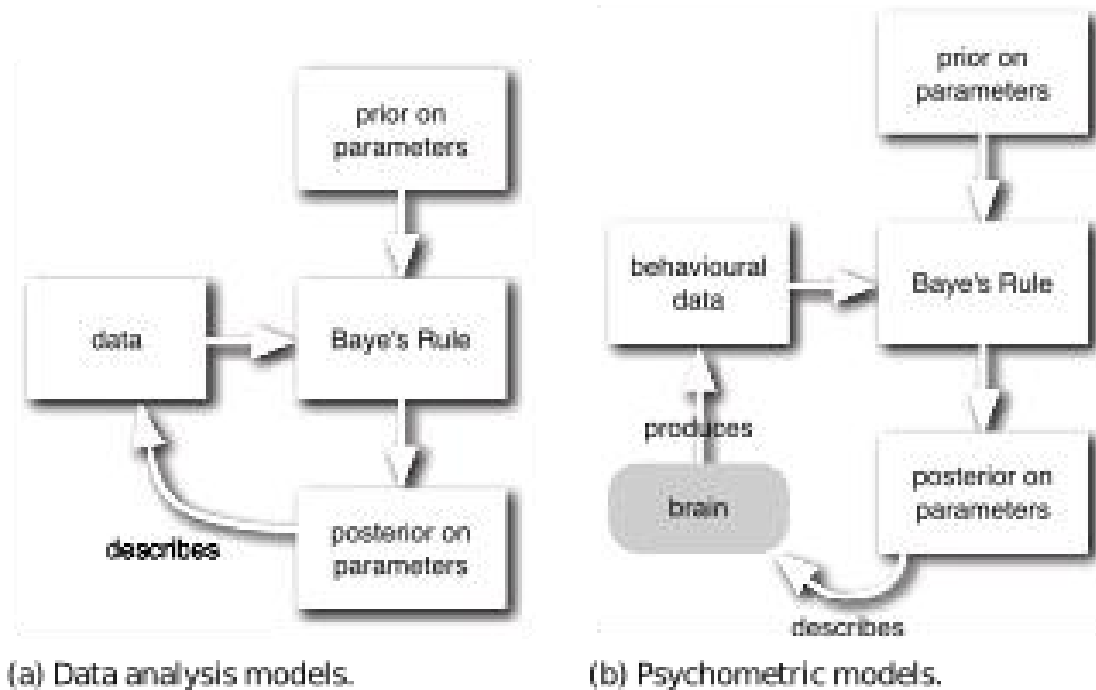 prior on
parameters
data
Baye's Rule
describes
posterior on
parameters
(a) Data analysis models.
prior on
parameters
behavioural
data
Baye's Rule
produces
brain
posterior on
parameters
describes
(b) Psychometric models.